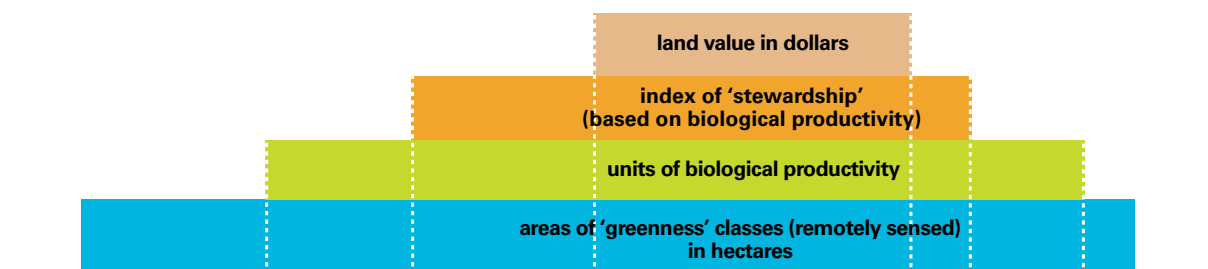 land value in dollars
index of ‘stewardship’
(based on biological productivity)
units of biological productivity
areas of ‘greenness’ classes (remotely sensed)
in hectares